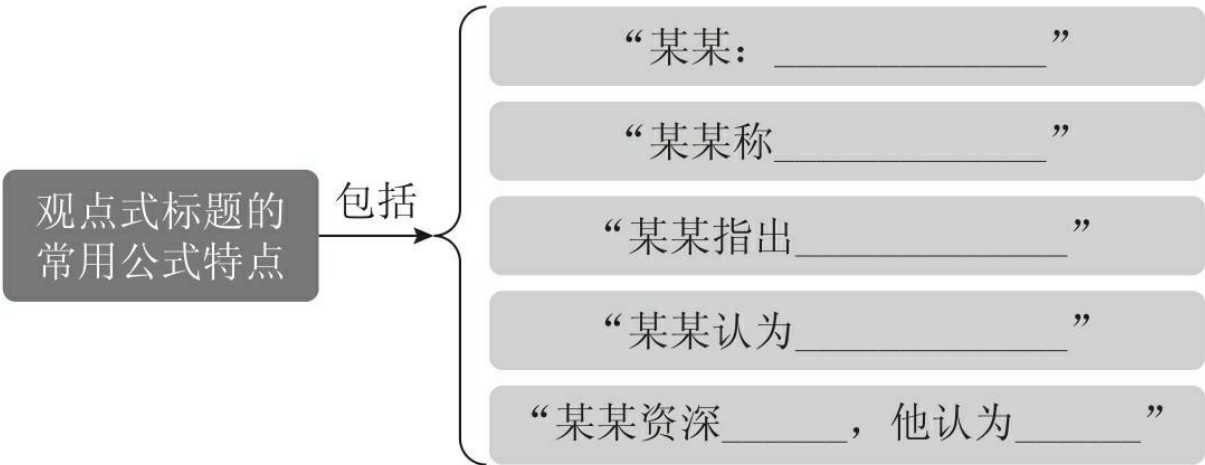 观点式标题的
常用公式特点
包括
“某某：_____________”
“某某称_____________”
“某某指出_____________”
“某某认为_____________”
“某某资深______，他认为______”